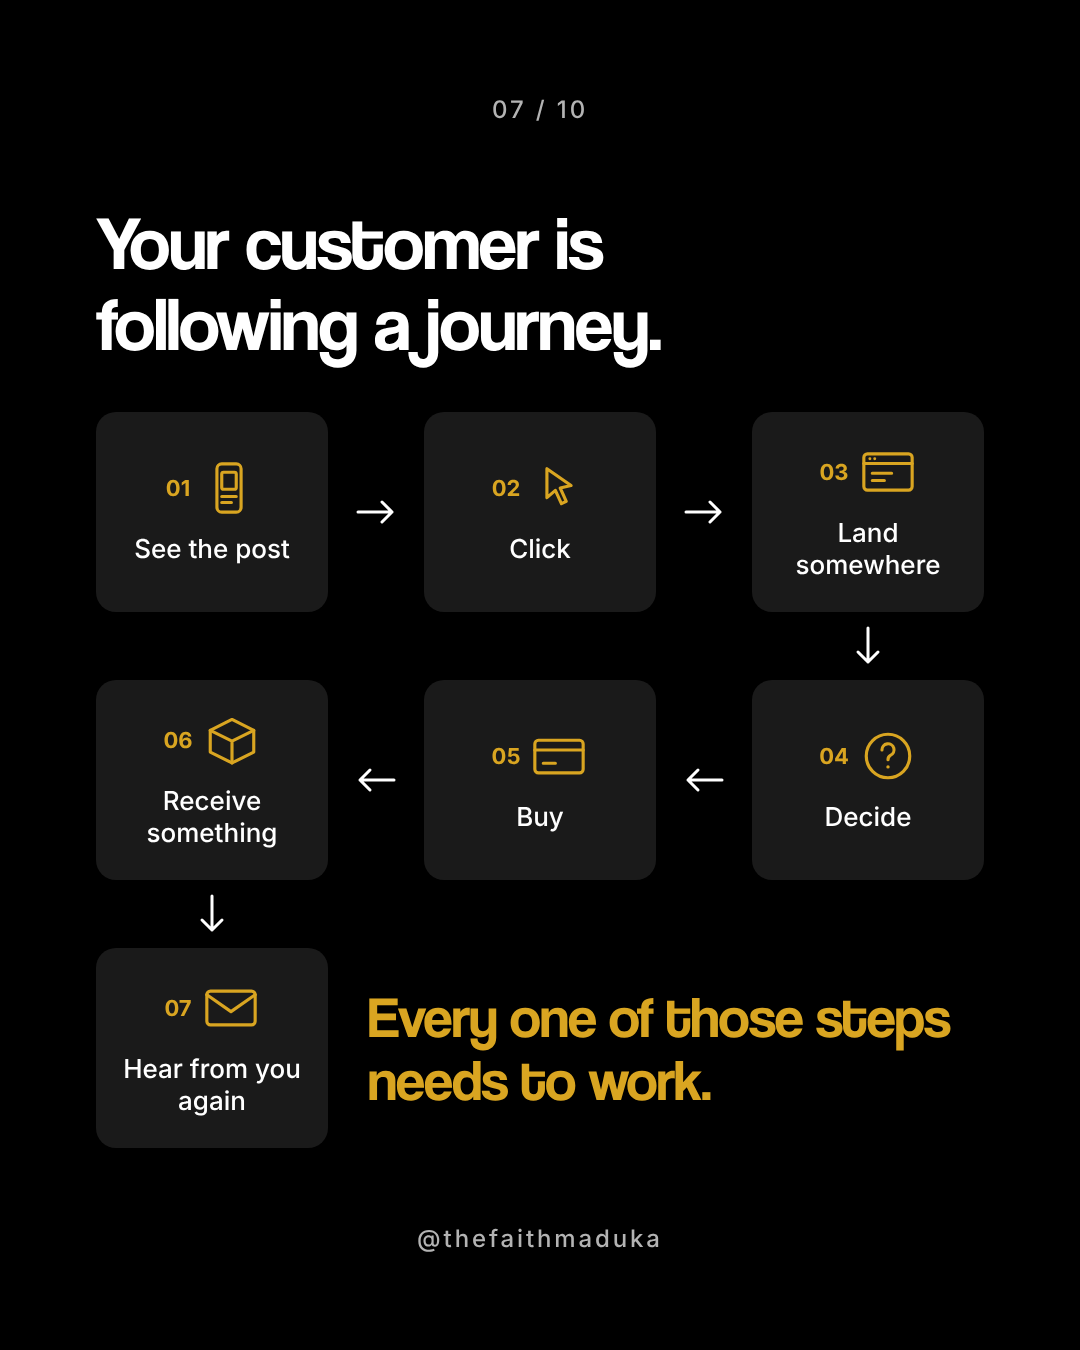 07 / 10
Your customer is
following a journey.
01
See the post
02
Click
03
Land
somewhere
04
Decide
05
Buy
06
Receive
something
07
Hear from you
again
Every one of those steps
needs to work.
@thefaithmaduka